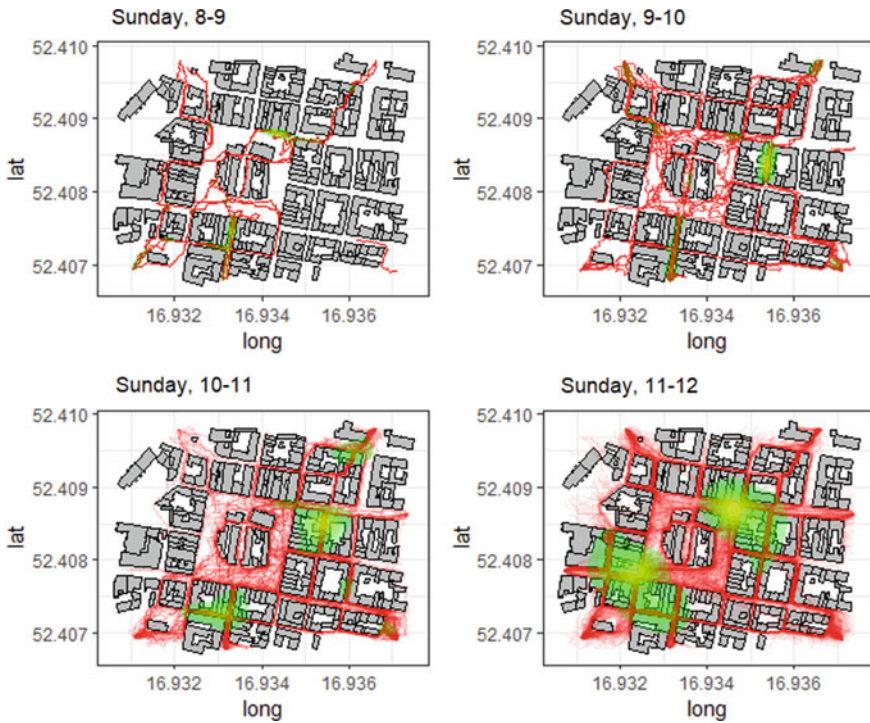 Sunday, 8-9
52.410
52.409
52.408
52.407
lat
16.932 16.934 16.936
long
Sunday, 9-10
52.410
52.409
52.408
52.407
lat
16.932 16.934 16.936
long
Sunday, 10-11
52.410
52.409
52.408
52.407
lat
16.932 16.934 16.936
long
Sunday, 11-12
52.410
52.409
52.408
52.407
lat
16.932 16.934 16.936
long